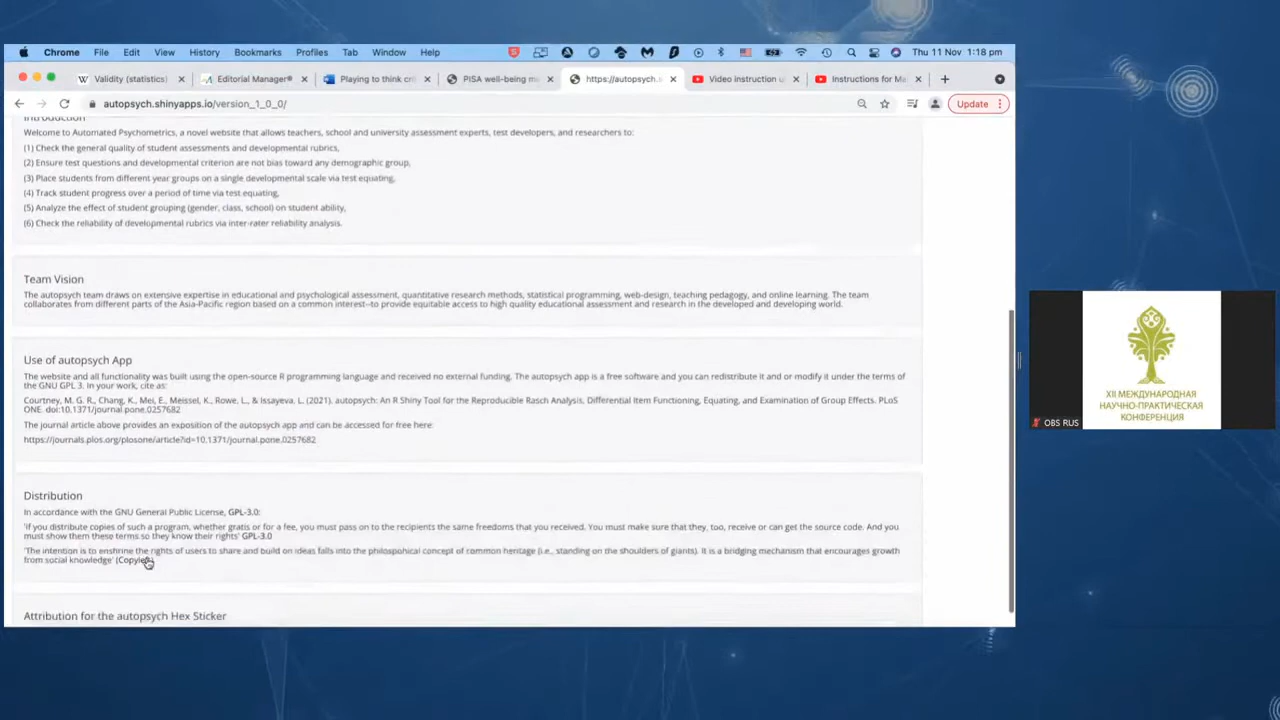 Chrome File Edit View History Bookmarks Profiles Tab Window Help Thu 11 Nov 1:18 pm
Validity (statistics) Editorial Manager® Playing to think cri PISA well-being m https://autopsych.s Video instruction u Instructions for Ma
autopsych.shinyapps.io/version_1_0_0/ Update
Introduction
Welcome to Automated Psychometrics, a novel website that allows teachers, school and university assessment experts, test developers, and researchers to:
(1) Check the general quality of student assessments and developmental rubrics,
(2) Ensure test questions and developmental criterion are not bias toward any demographic group,
(3) Place students from different year groups on a single developmental scale via test equating,
(4) Track student progress over a period of time via test equating,
(5) Analyze the effect of student grouping (gender, class, school) on student ability,
(6) Check the reliability of developmental rubrics via inter-rater reliability analysis.
Team Vision
The autopsych team draws on extensive expertise in educational and psychological assessment, quantitative research methods, statistical programming, web-design, teaching pedagogy, and online learning. The team
collaborates from different parts of the Asia-Pacific region based on a common interest--to provide equitable access to high quality educational assessment and research in the developed and developing world.
Use of autopsych App
The website and all functionality was built using the open-source R programming language and received no external funding. The autopsych app is a free software and you can redistribute it and or modify it under the terms of
the GNU GPL 3. In your work, cite as:
Courtney, M. G. R., Chang, K., Mei, E., Meissel, K., Rowe, L., & Issayeva, L. (2021). autopsych: An R Shiny Tool for the Reproducible Rasch Analysis, Differential Item Functioning, Equating, and Examination of Group Effects. PLoS
ONE. doi:10.1371/journal.pone.0257682
The journal article above provides an exposition of the autopsych app and can be accessed for free here:
https://journals.plos.org/plosone/article?id=10.1371/journal.pone.0257682
Distribution
In accordance with the GNU General Public License, GPL-3.0:
'If you distribute copies of such a program, whether gratis or for a fee, you must pass on to the recipients the same freedoms that you received. You must make sure that they, too, receive or can get the source code. And you
must show them these terms so they know their rights' GPL-3.0
'The intention is to enshrine the rights of users to share and build on ideas falls into the philosophical concept of common heritage (i.e., standing on the shoulders of giants). It is a bridging mechanism that encourages growth
from social knowledge'
Attribution for the autopsych Hex Sticker
XII МЕЖДУНАРОДНАЯ
НАУЧНО-ПРАКТИЧЕСКАЯ
КОНФЕРЕНЦИЯ
OBS RUS